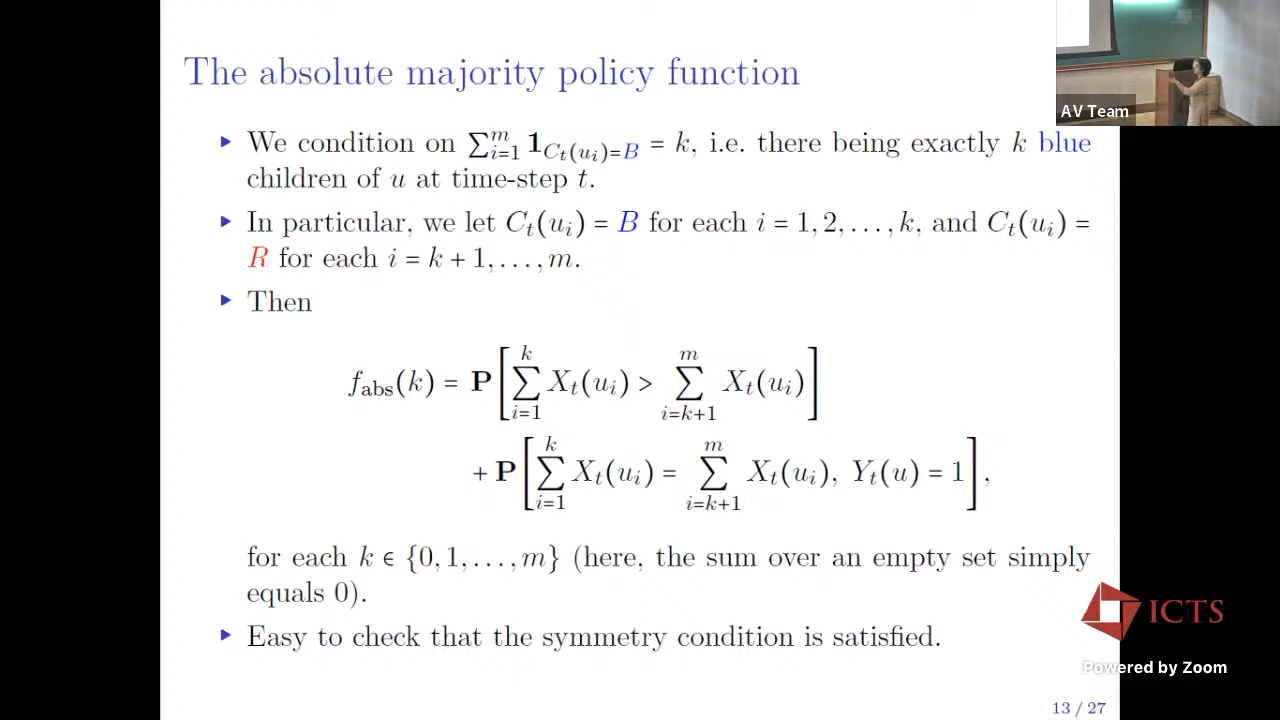 The absolute majority policy function
AV Team
▸ We condition on ∑_{i=1}^{m} 𝟏_{C_t(u_i)=B} = k, i.e. there being exactly k blue
children of u at time-step t.
▸ In particular, we let C_t(u_i) = B for each i = 1, 2, . . . , k, and C_t(u_i) =
R for each i = k + 1, . . . , m.
▸ Then
f_abs(k) = P[∑_{i=1}^{k} X_t(u_i) > ∑_{i=k+1}^{m} X_t(u_i)]
+ P[∑_{i=1}^{k} X_t(u_i) = ∑_{i=k+1}^{m} X_t(u_i), Y_t(u) = 1],
for each k ∈ {0, 1, . . . , m} (here, the sum over an empty set simply
equals 0).
▸ Easy to check that the symmetry condition is satisfied.
ICTS
Powered by Zoom
13 / 27